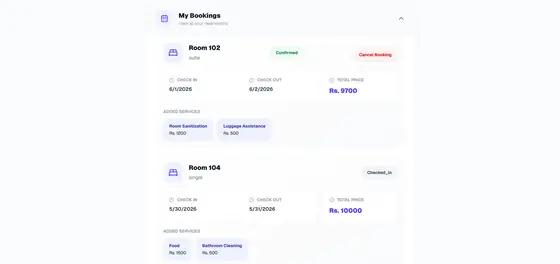 My Bookings
View all your reservations
Room 102
suite
Confirmed
Cancel Booking
CHECK IN
6/1/2026
CHECK OUT
6/2/2026
TOTAL PRICE
Rs. 9700
ADDED SERVICES
Room Sanitization
Rs. 1200
Luggage Assistance
Rs. 500
Room 104
single
Checked_in
CHECK IN
5/30/2026
CHECK OUT
5/31/2026
TOTAL PRICE
Rs. 10000
ADDED SERVICES
Food
Rs. 1500
Bathroom Cleaning
Rs. 500